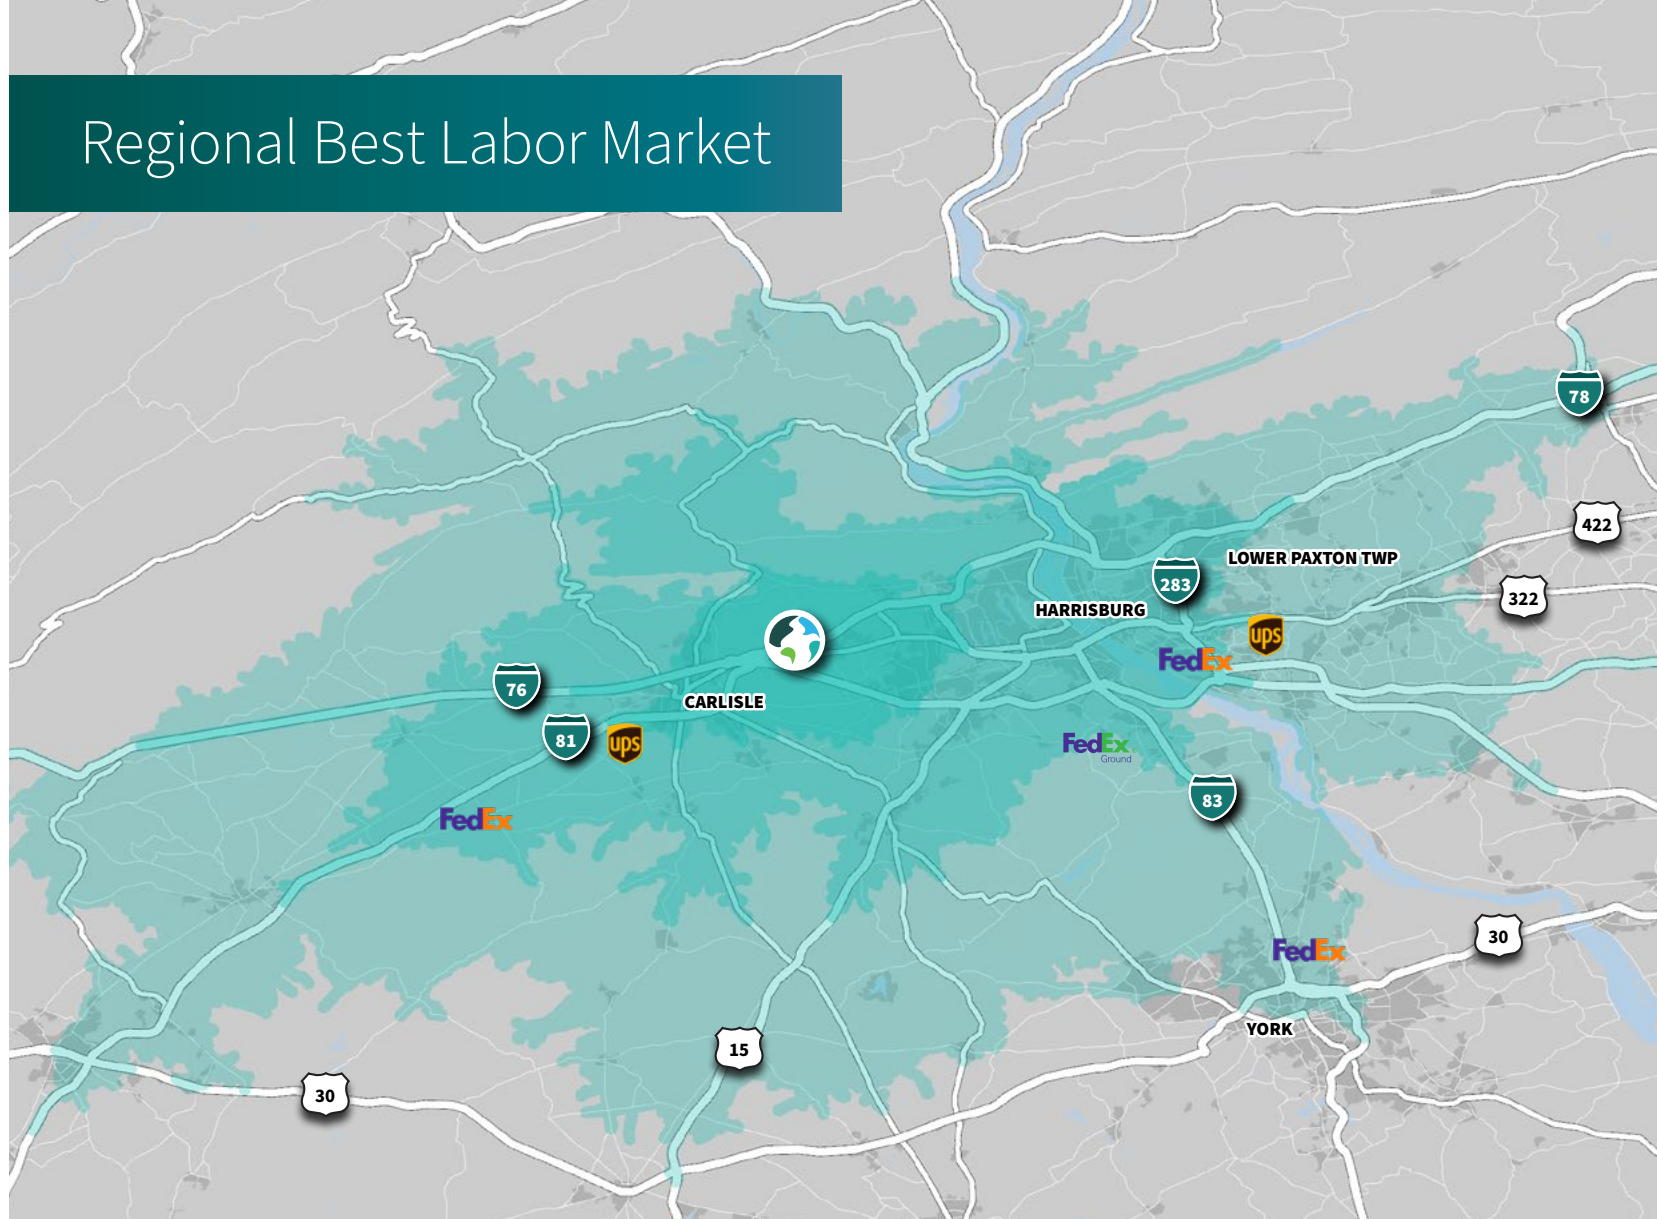 Regional Best Labor Market
78
422
LOWER PAXTON TWP
283
322
HARRISBURG
ups
FedEx
76
CARLISLE
81
ups
FedEx
Ground
83
FedEx
30
FedEx
YORK
15
30